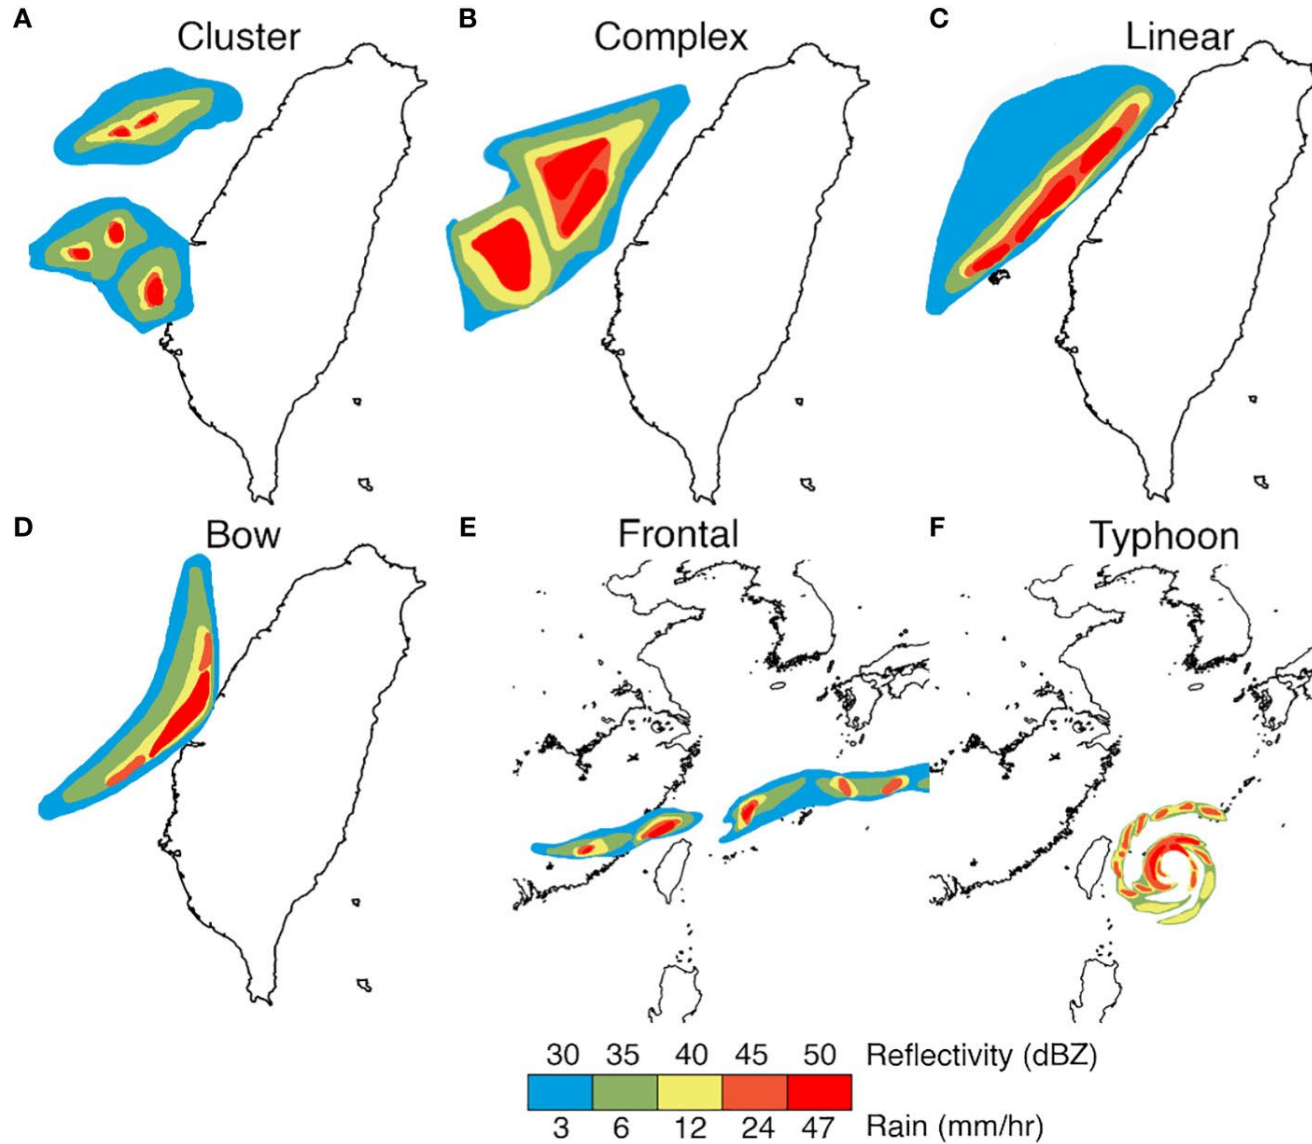 A Cluster
B Complex
C Linear
D Bow
E Frontal
F Typhoon
30 35 40 45 50 Reflectivity (dBZ)
3 6 12 24 47 Rain (mm/hr)